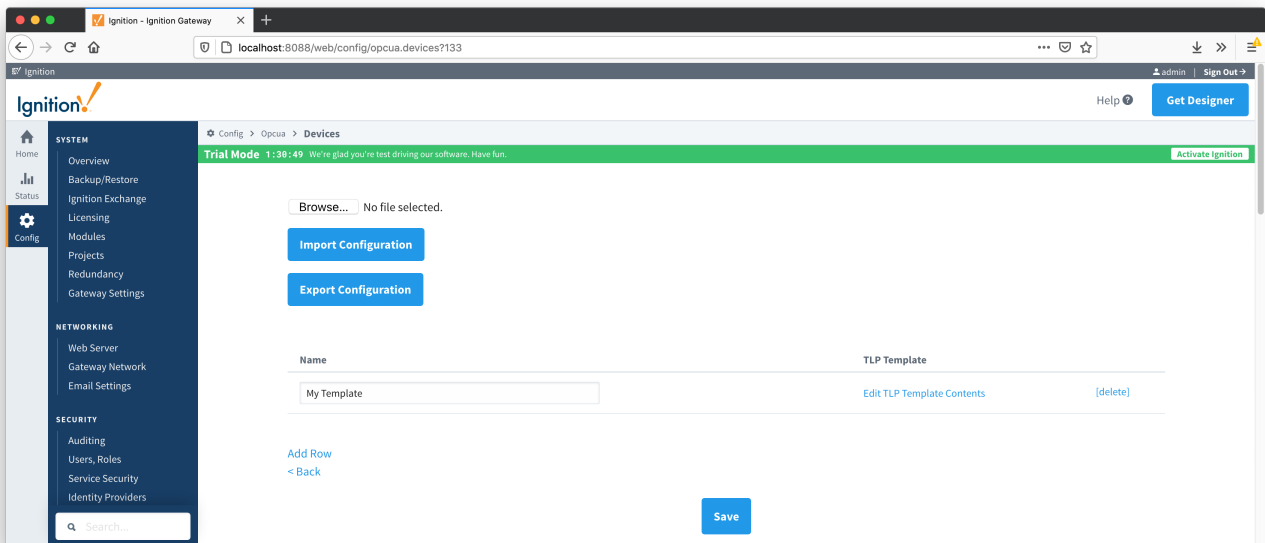 Ignition - Ignition Gateway
localhost:8088/web/config/opcua.devices?133
Ignition
admin | Sign Out
Ignition
Help
Get Designer
Home
Status
Config
SYSTEM
Overview
Backup/Restore
Ignition Exchange
Licensing
Modules
Projects
Redundancy
Gateway Settings
NETWORKING
Web Server
Gateway Network
Email Settings
SECURITY
Auditing
Users, Roles
Service Security
Identity Providers
Search...
Config > Opcua > Devices
Trial Mode 1:30:49 We're glad you're test driving our software. Have fun.
Activate Ignition
Browse... No file selected.
Import Configuration
Export Configuration
Name TLP Template
My Template Edit TLP Template Contents [delete]
Add Row
< Back
Save